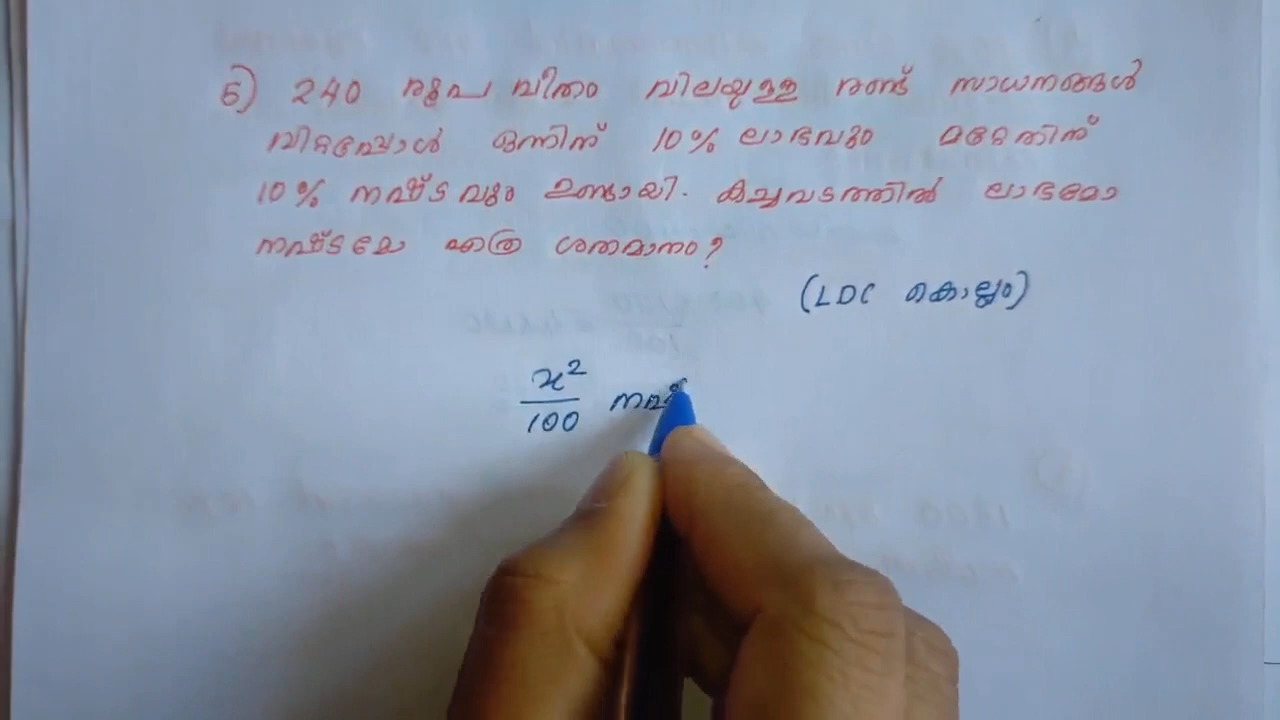 6) 240 രൂപ വീതം വിലയുള്ള രണ്ട് സാധനങ്ങൾ
വിറ്റപ്പോൾ ഒന്നിന് 10% ലാഭവും മറ്റേതിന്
10% നഷ്ടവും ഉണ്ടായി. കച്ചവടത്തിൽ ലാഭമോ
നഷ്ടമോ എത്ര ശതമാനം?
(LDC കൊല്ലം)
x²
100